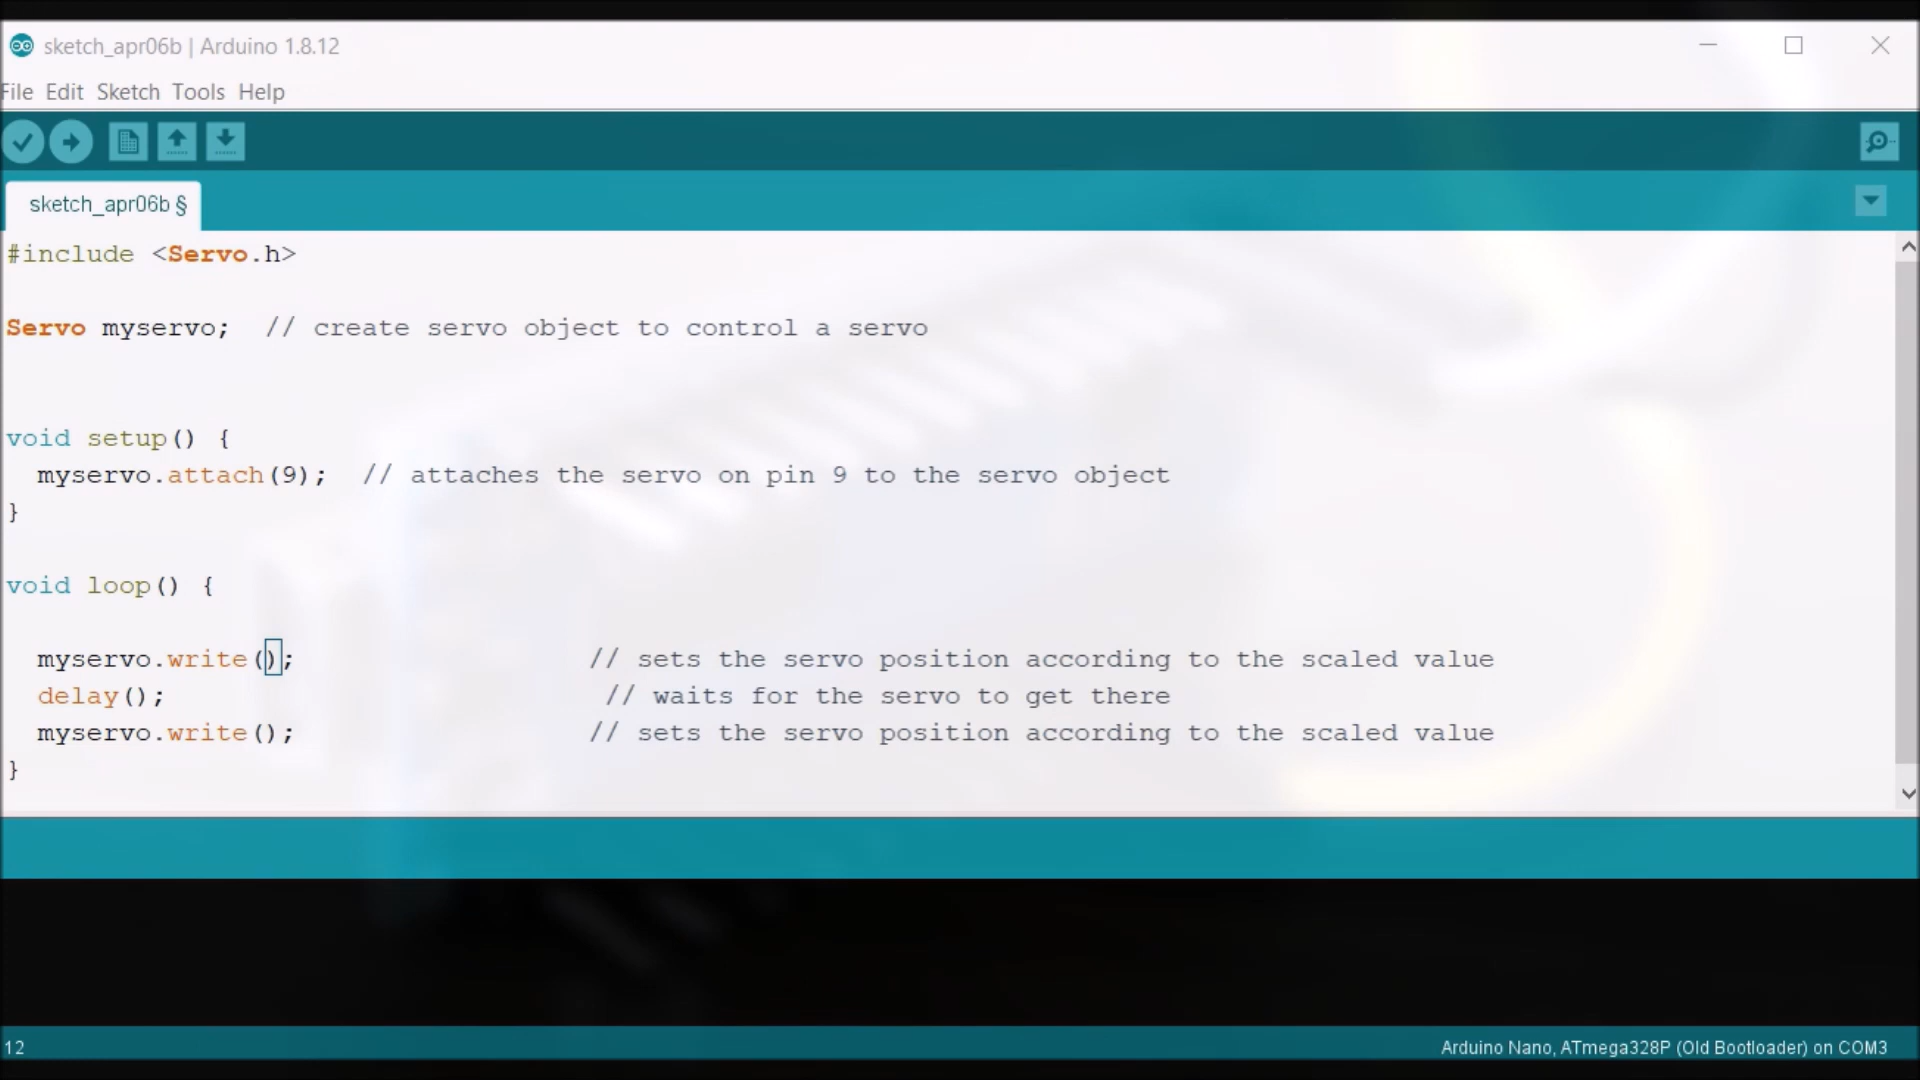 sketch_apr06b | Arduino 1.8.12
File Edit Sketch Tools Help
sketch_apr06b §
#include <Servo.h>
Servo myservo;  // create servo object to control a servo
void setup() {
  myservo.attach(9);  // attaches the servo on pin 9 to the servo object
}
void loop() {
  myservo.write();                  // sets the servo position according to the scaled value
  delay();                           // waits for the servo to get there
  myservo.write();                  // sets the servo position according to the scaled value
}
12
Arduino Nano, ATmega328P (Old Bootloader) on COM3